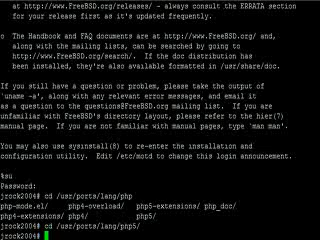 at http://www.FreeBSD.org/releases/ - always consult the ERRATA section
for your release first as it's updated frequently.
o The Handbook and FAQ documents are at http://www.FreeBSD.org/ and,
along with the mailing lists, can be searched by going to
http://www.FreeBSD.org/search/. If the doc distribution has
been installed, they're also available formatted in /usr/share/doc.
If you still have a question or problem, please take the output of
`uname -a', along with any relevant error messages, and email it
as a question to the questions@FreeBSD.org mailing list. If you are
unfamiliar with FreeBSD's directory layout, please refer to the hier(7)
manual page. If you are not familiar with manual pages, type `man man'.
You may also use sysinstall(8) to re-enter the installation and
configuration utility. Edit /etc/motd to change this login announcement.
%su
Password:
jrock2004# cd /usr/ports/lang/php
php-mode.el/ php4-overload/ php5-extensions/ php_doc/
php4-extensions/ php4/ php5/
jrock2004# cd /usr/ports/lang/php5/
jrock2004#